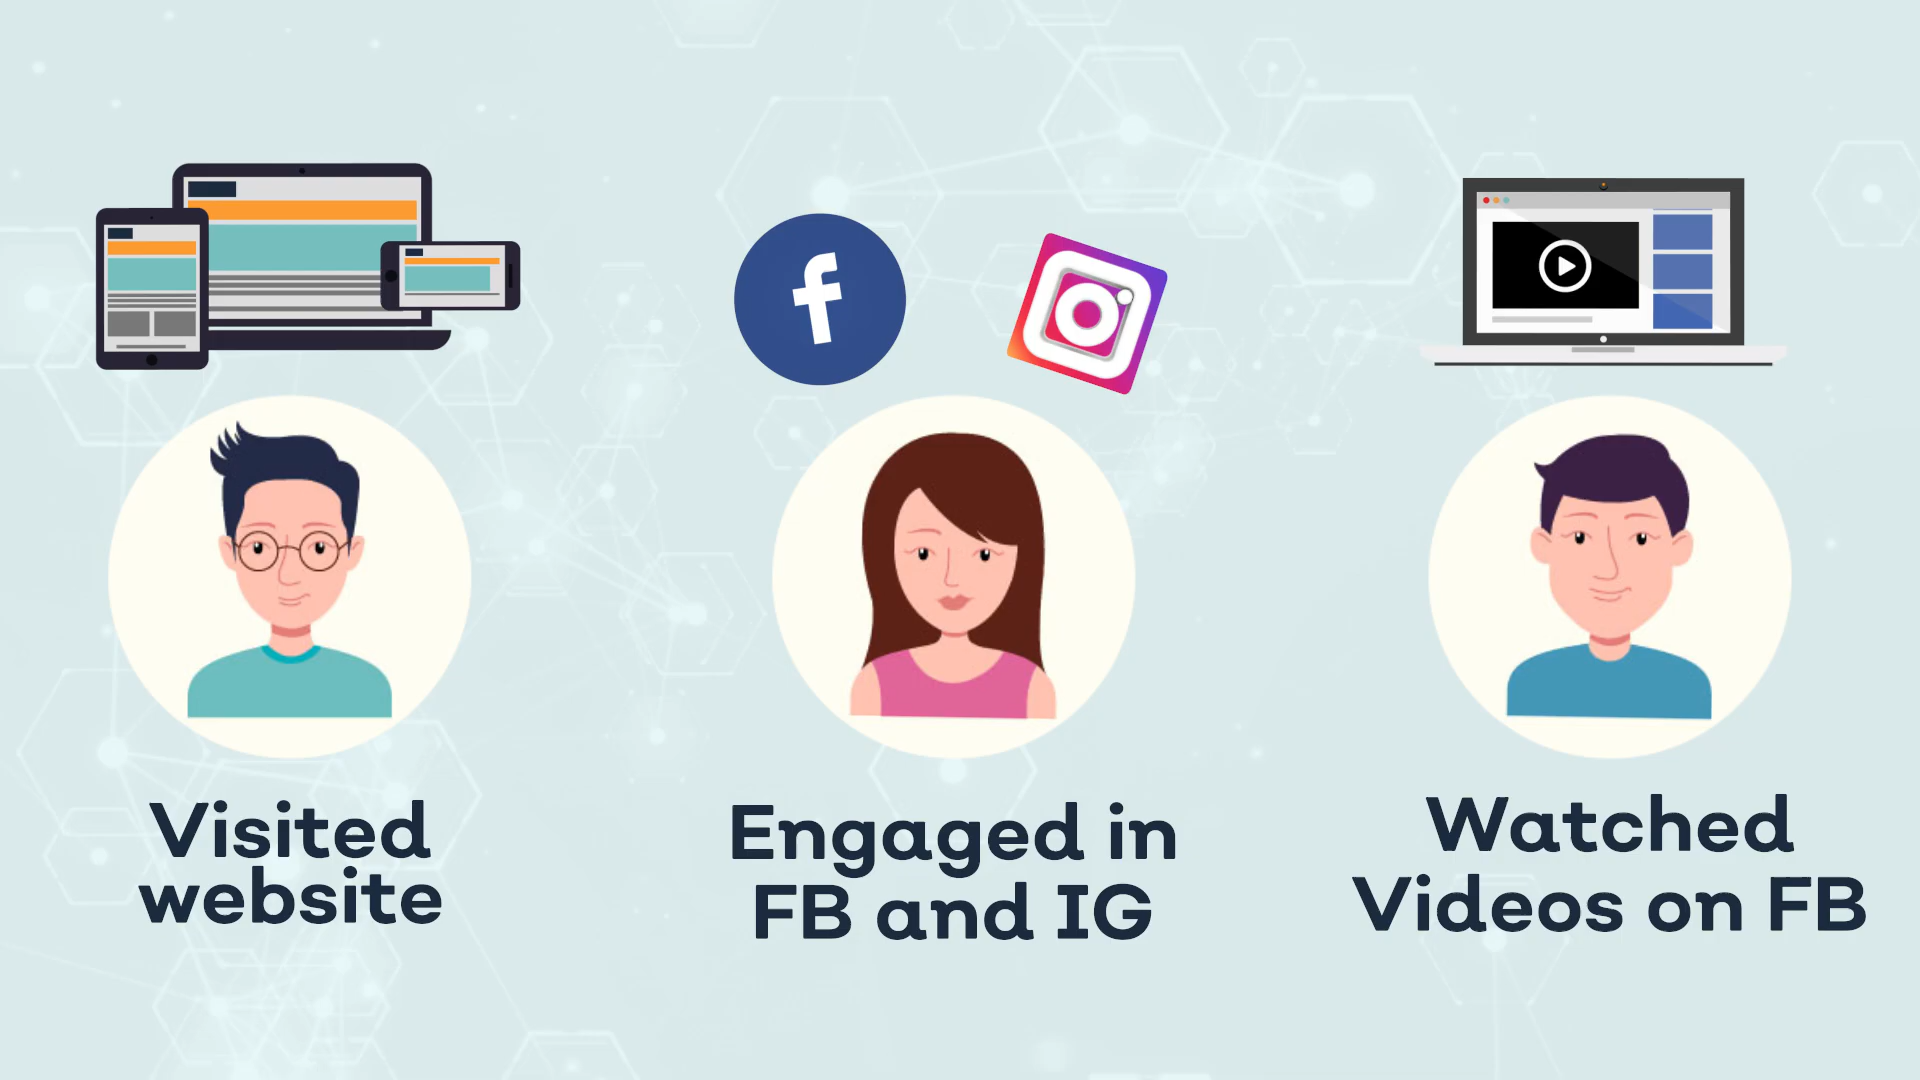 Visited
website
Engaged in
FB and IG
Watched
Videos on FB